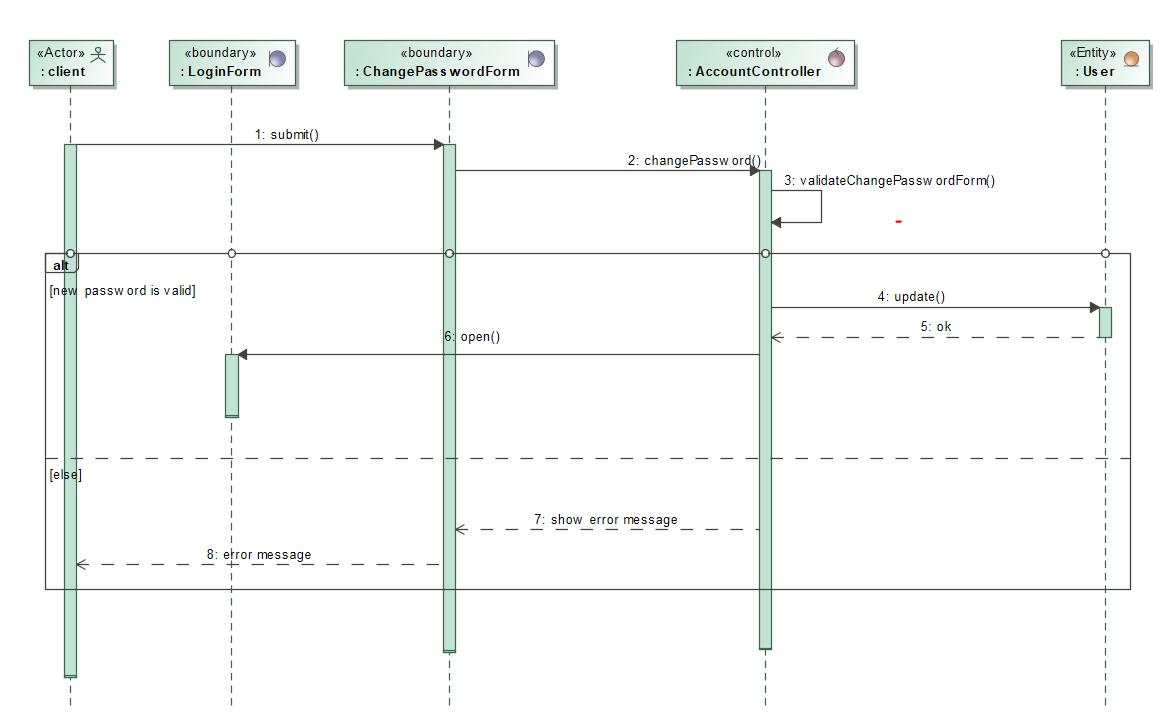 «Actor»
: client
«boundary»
: LoginForm
«boundary»
: ChangePasswordForm
«control»
: AccountController
«Entity»
: User
1: submit()
2: changePassword()
3: validateChangePasswordForm()
alt
[new password is valid]
4: update()
5: ok
6: open()
[else]
7: show error message
8: error message